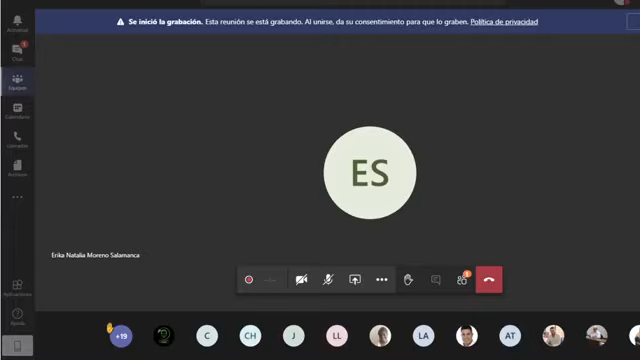 Se inició la grabación. Esta reunión se está grabando. Al unirse, da su consentimiento para que lo graben. Política de privacidad
Actividad
Chat
Equipos
Calendario
Llamadas
Archivos
ES
Erika Natalia Moreno Salamanca
Aplicaciones
Ayuda
+19
C
CH
J
LL
LA
AT